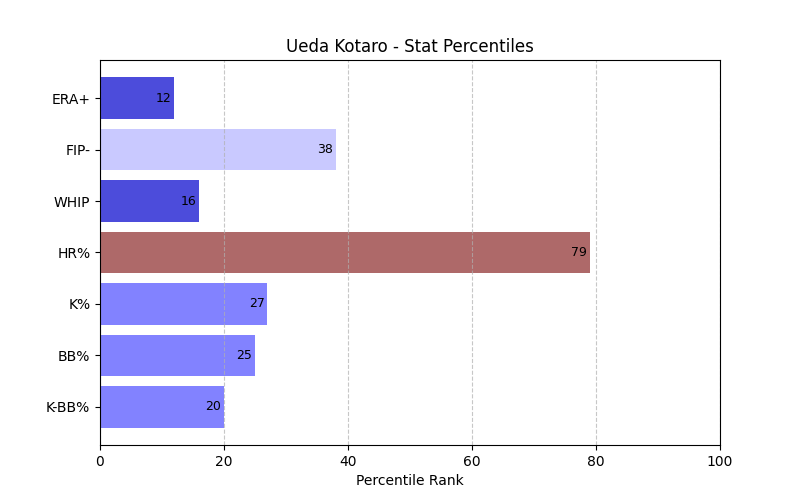 Ueda Kotaro - Stat Percentiles
ERA+ 12
FIP- 38
WHIP 16
HR% 79
K% 27
BB% 25
K-BB% 20
0 20 40 60 80 100
Percentile Rank